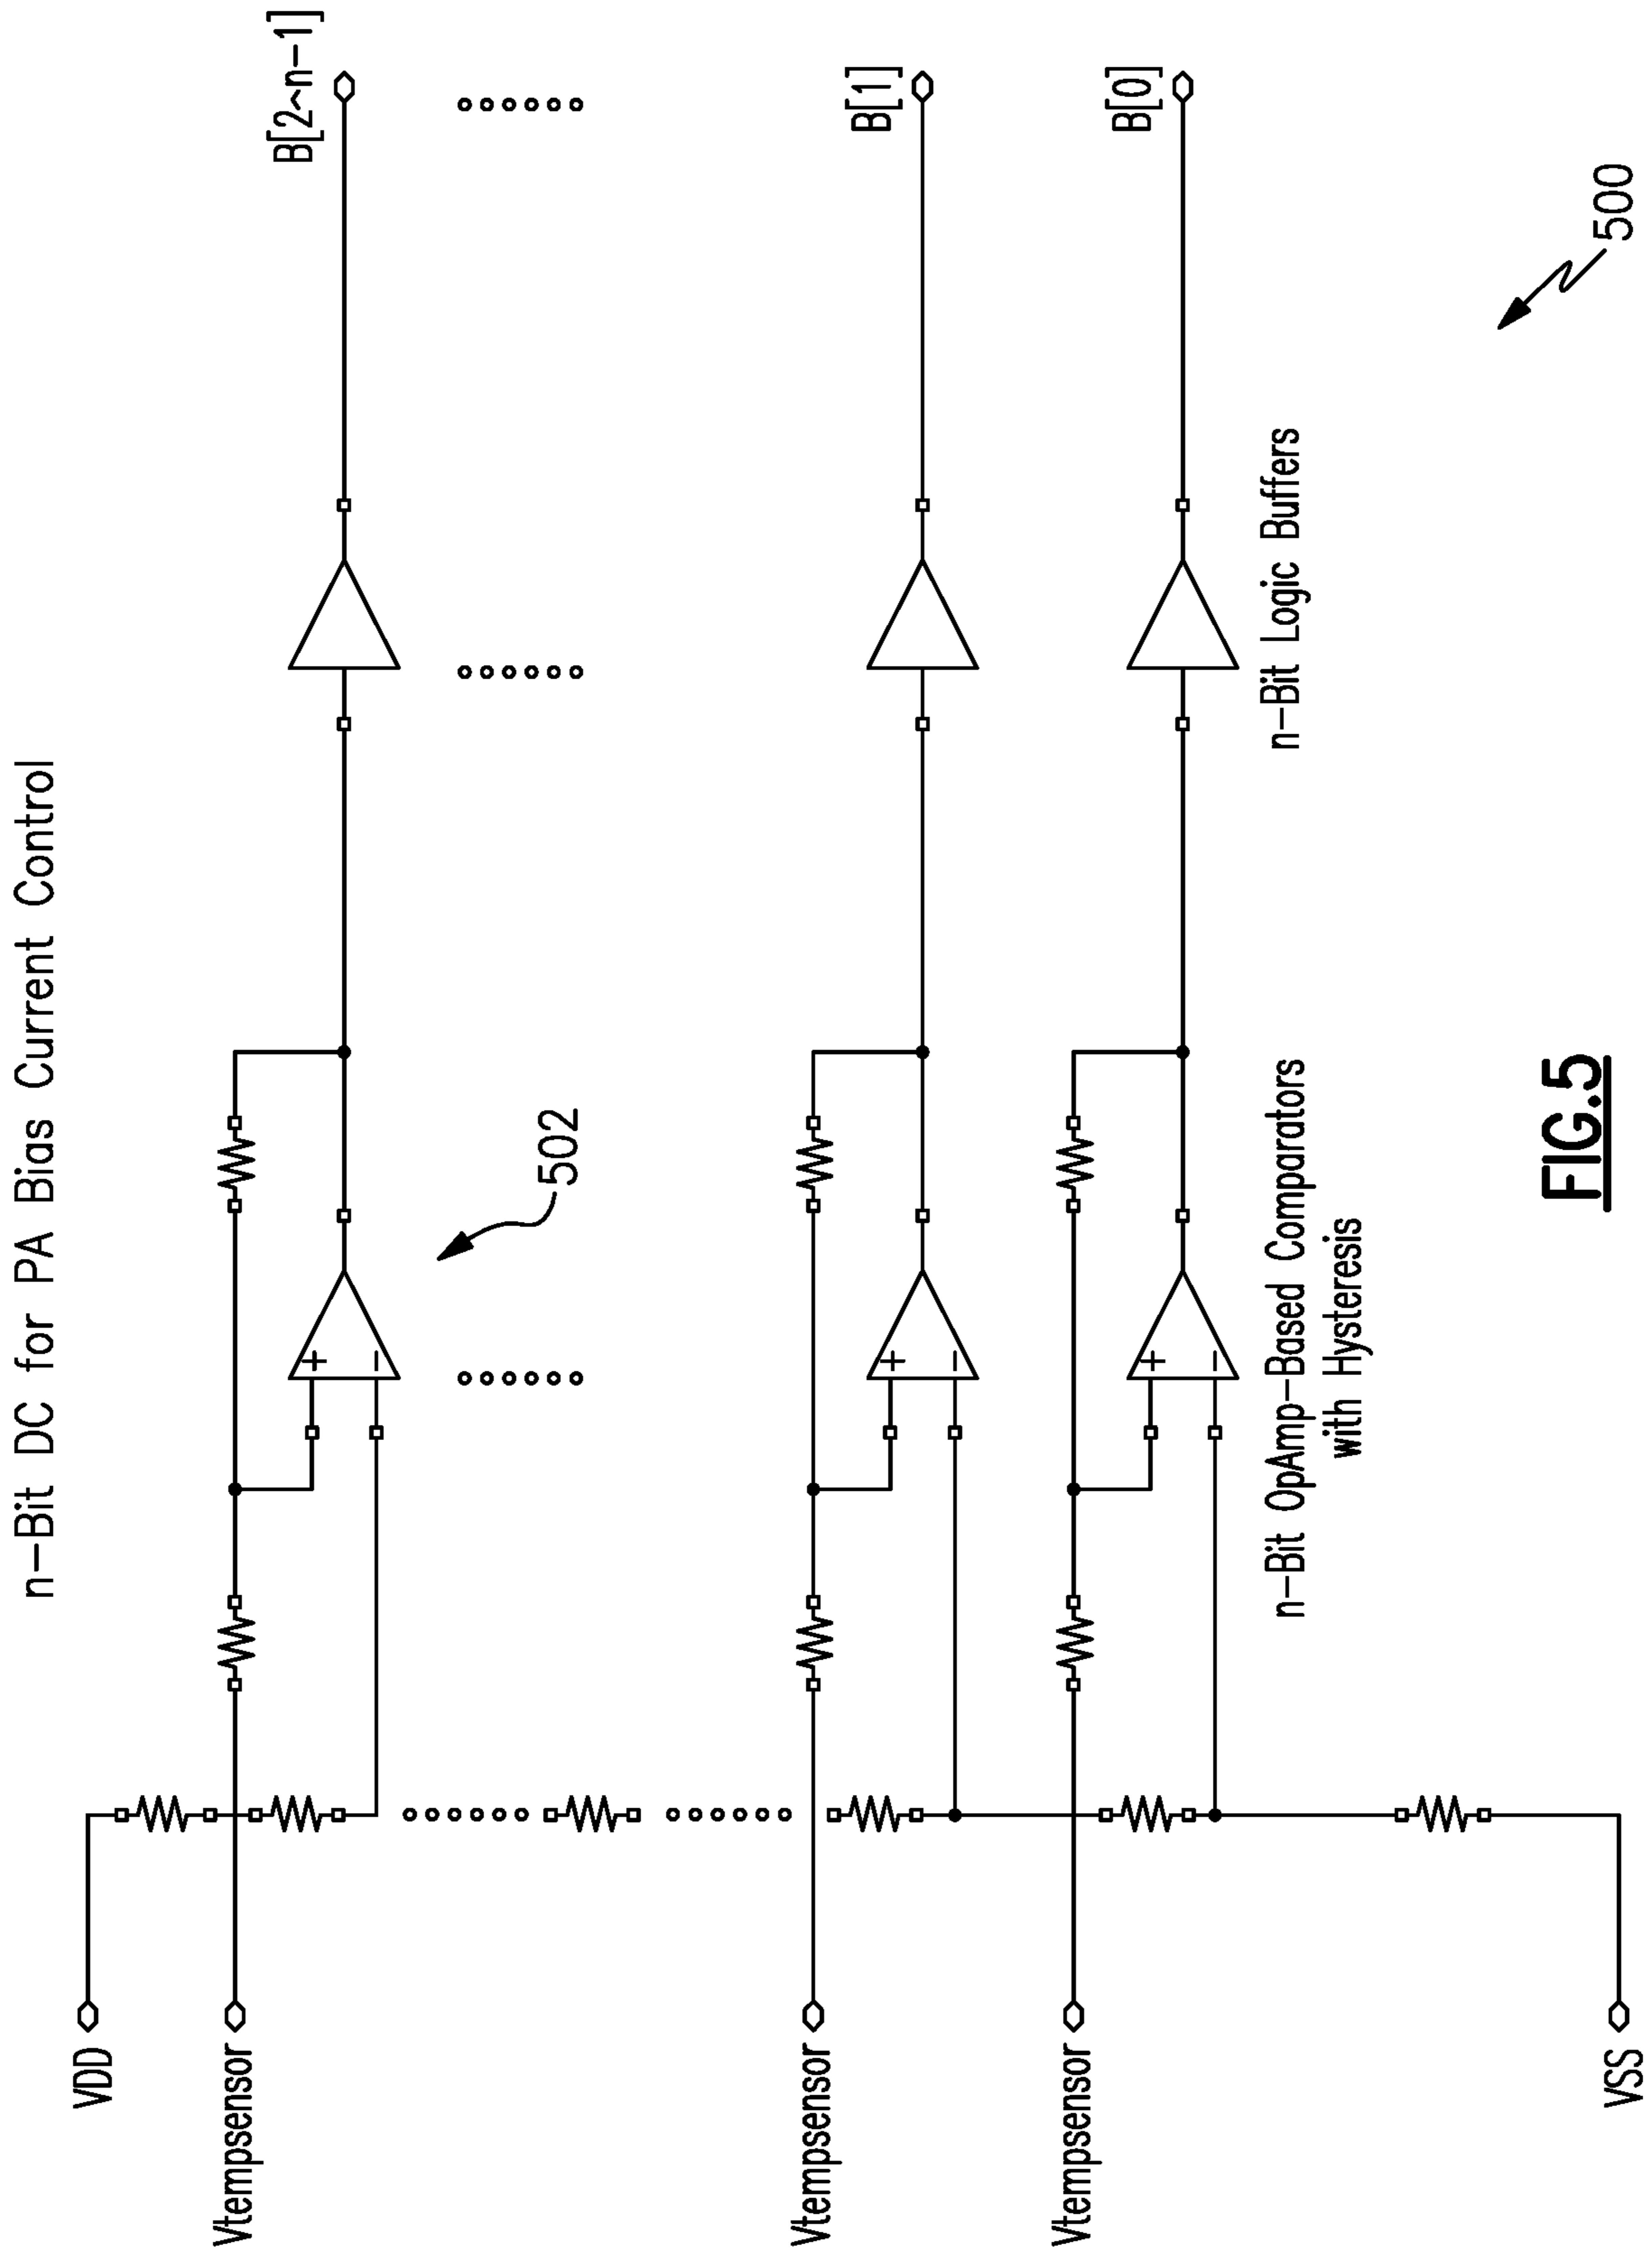 n-Bit DC for PA Bias Current Control
VDD
Vtempsensor
+
-
502
B[2^n-1]
Vtempsensor
+
-
B[1]
Vtempsensor
+
-
B[0]
n-Bit OpAmp-Based Comparators
with Hysteresis
n-Bit Logic Buffers
VSS
500
FIG.5